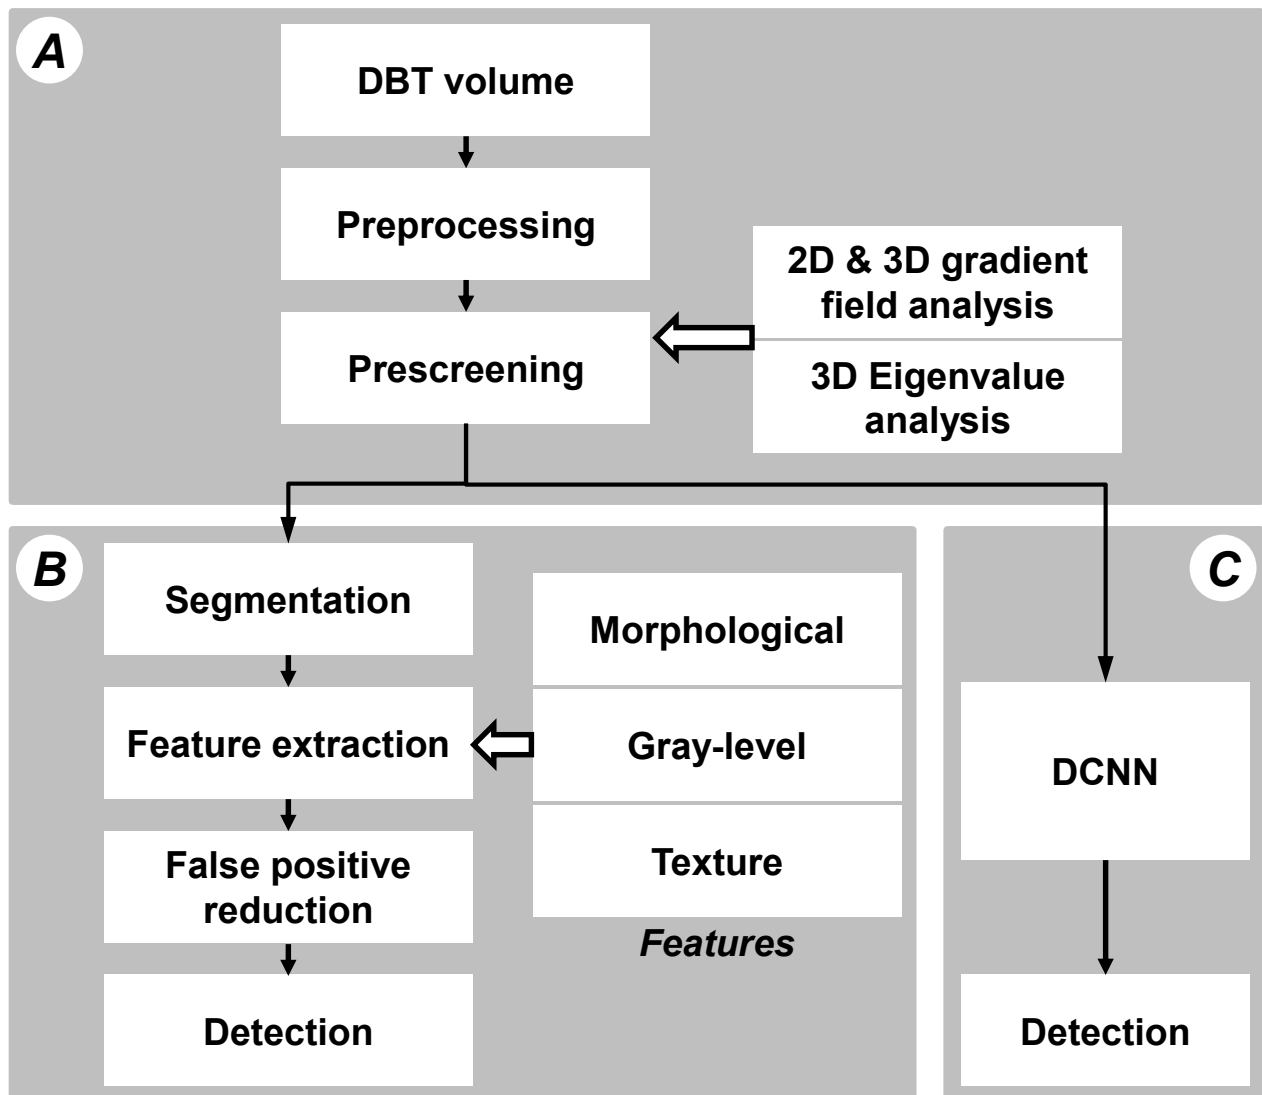 A
DBT volume
Preprocessing
2D & 3D gradient
field analysis
Prescreening
3D Eigenvalue
analysis
B
Segmentation
Morphological
Feature extraction
Gray-level
False positive
reduction
Texture
Features
Detection
C
DCNN
Detection